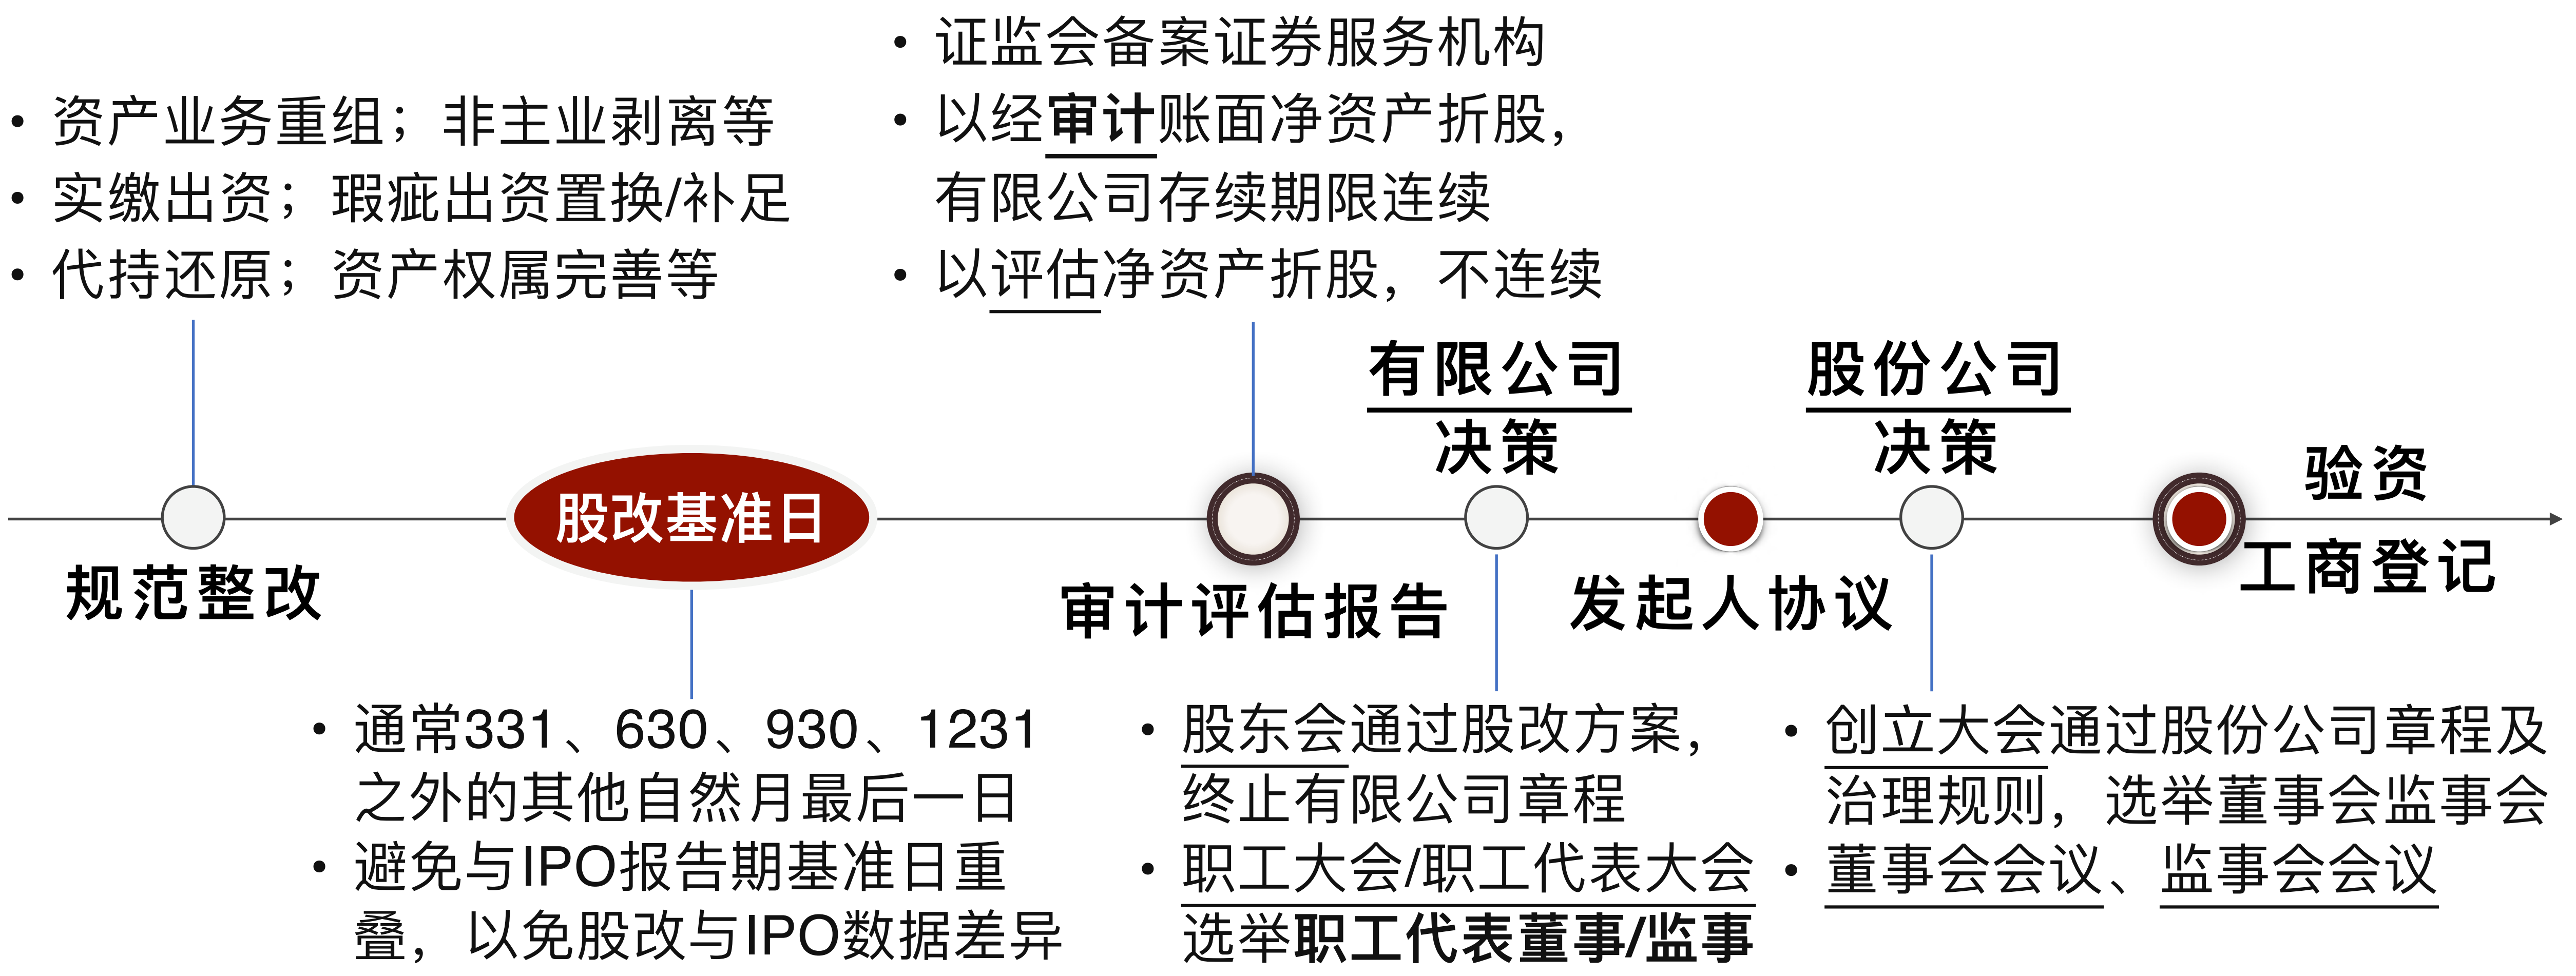 • 资产业务重组；非主业剥离等
• 实缴出资；瑕疵出资置换/补足
• 代持还原；资产权属完善等
• 证监会备案证券服务机构
• 以经审计账面净资产折股，
有限公司存续期限连续
• 以评估净资产折股，不连续
有限公司
决策
股份公司
决策
验资
股改基准日
规范整改
审计评估报告
发起人协议
工商登记
• 通常331、630、930、1231
之外的其他自然月最后一日
• 避免与IPO报告期基准日重
叠，以免股改与IPO数据差异
• 股东会通过股改方案，
终止有限公司章程
• 职工大会/职工代表大会
选举职工代表董事/监事
• 创立大会通过股份公司章程及
治理规则，选举董事会监事会
• 董事会会议、监事会会议